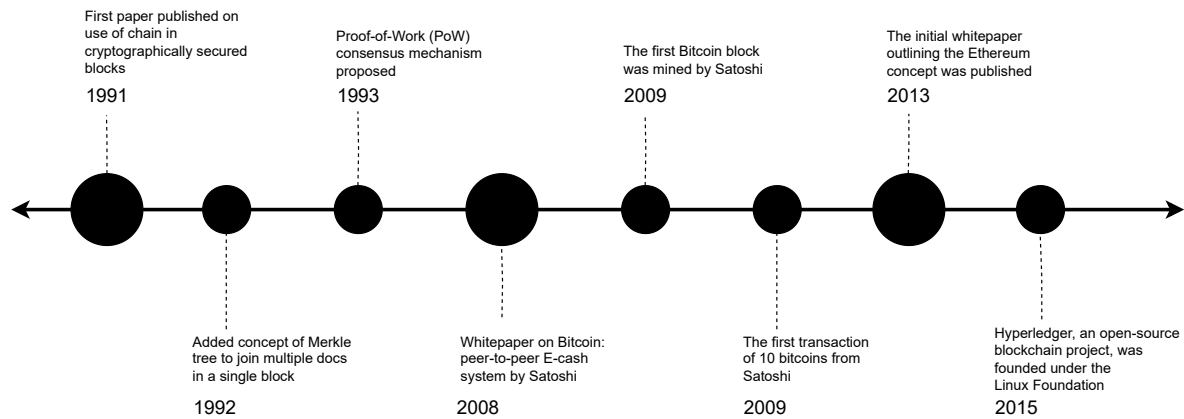 First paper published on
use of chain in
cryptographically secured
blocks
1991
Added concept of Merkle
tree to join multiple docs
in a single block
1992
Proof-of-Work (PoW)
consensus mechanism
proposed
1993
Whitepaper on Bitcoin:
peer-to-peer E-cash
system by Satoshi
2008
The first Bitcoin block
was mined by Satoshi
2009
The first transaction
of 10 bitcoins from
Satoshi
2009
The initial whitepaper
outlining the Ethereum
concept was published
2013
Hyperledger, an open-source
blockchain project, was
founded under the
Linux Foundation
2015